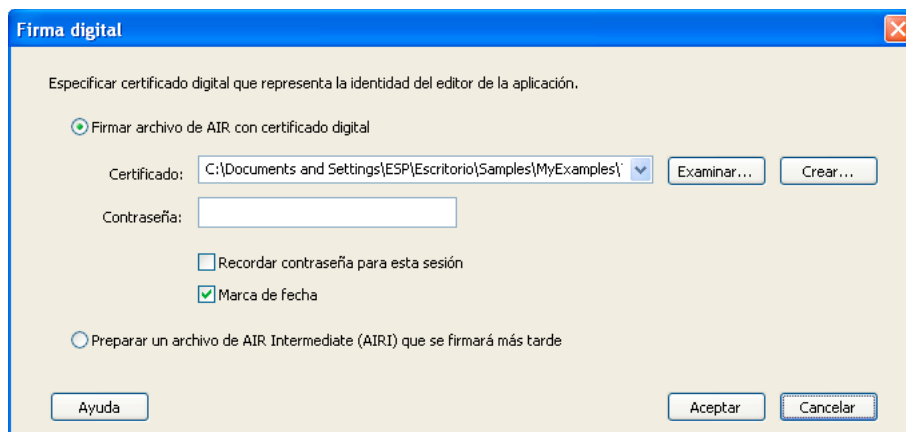 Firma digital
Especificar certificado digital que representa la identidad del editor de la aplicación.
Firmar archivo de AIR con certificado digital
Certificado: C:\Documents and Settings\ESP\Escritorio\Samples\MyExamples\ Examinar... Crear...
Contraseña:
Recordar contraseña para esta sesión
Marca de fecha
Preparar un archivo de AIR Intermediate (AIRI) que se firmará más tarde
Ayuda Aceptar Cancelar